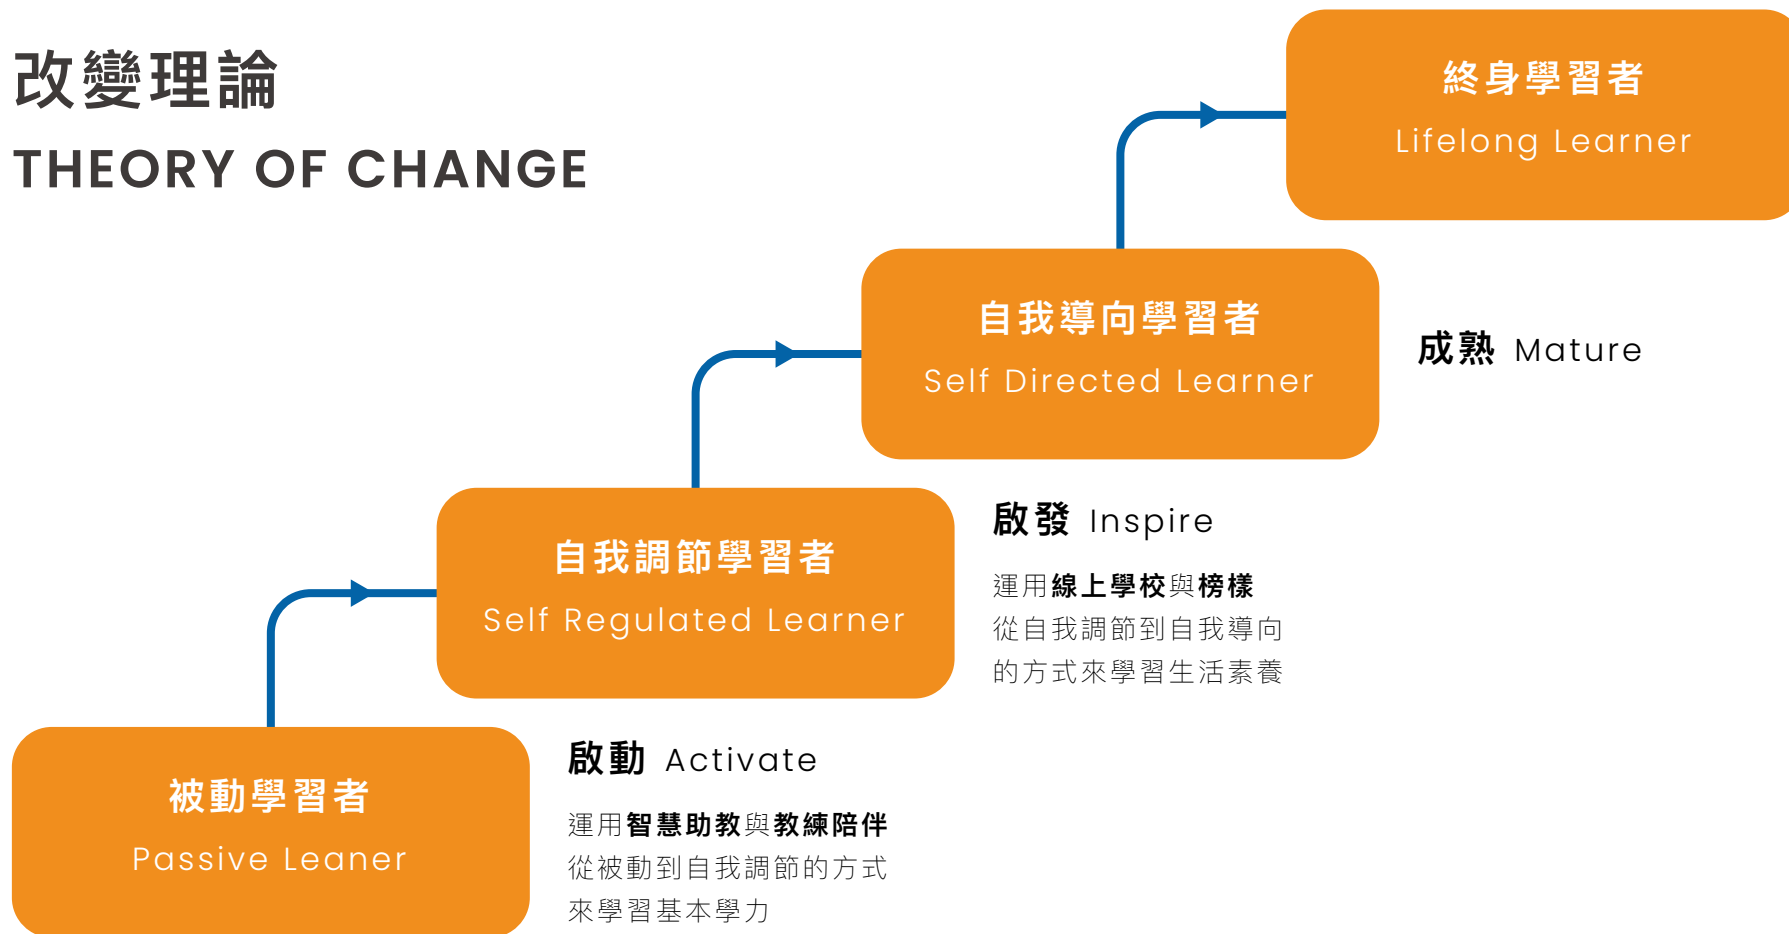 改變理論
THEORY OF CHANGE
終身學習者
Lifelong Learner
自我導向學習者
Self Directed Learner
成熟 Mature
自我調節學習者
Self Regulated Learner
啟發 Inspire
運用線上學校與榜樣
從自我調節到自我導向
的方式來學習生活素養
被動學習者
Passive Leaner
啟動 Activate
運用智慧助教與教練陪伴
從被動到自我調節的方式
來學習基本學力